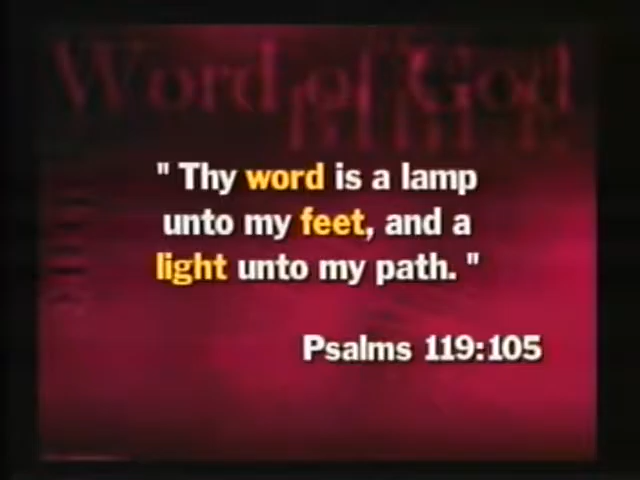 Word of God
" Thy word is a lamp
unto my feet, and a
light unto my path. "
Psalms 119:105